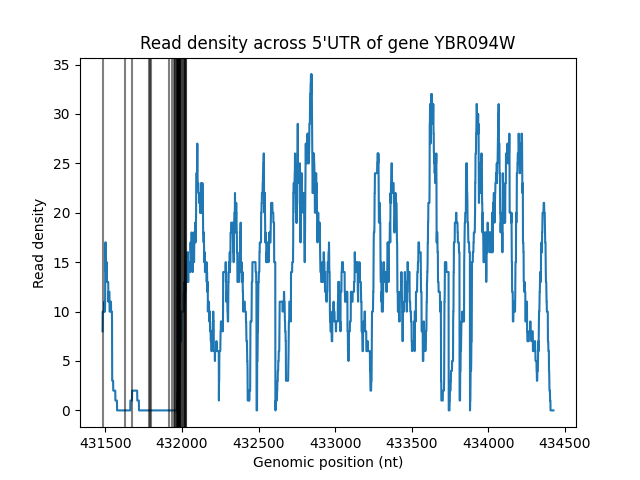 Read density across 5'UTR of gene YBR094W
35
30
25
20
15
10
5
0
Read density
431500 432000 432500 433000 433500 434000 434500
Genomic position (nt)